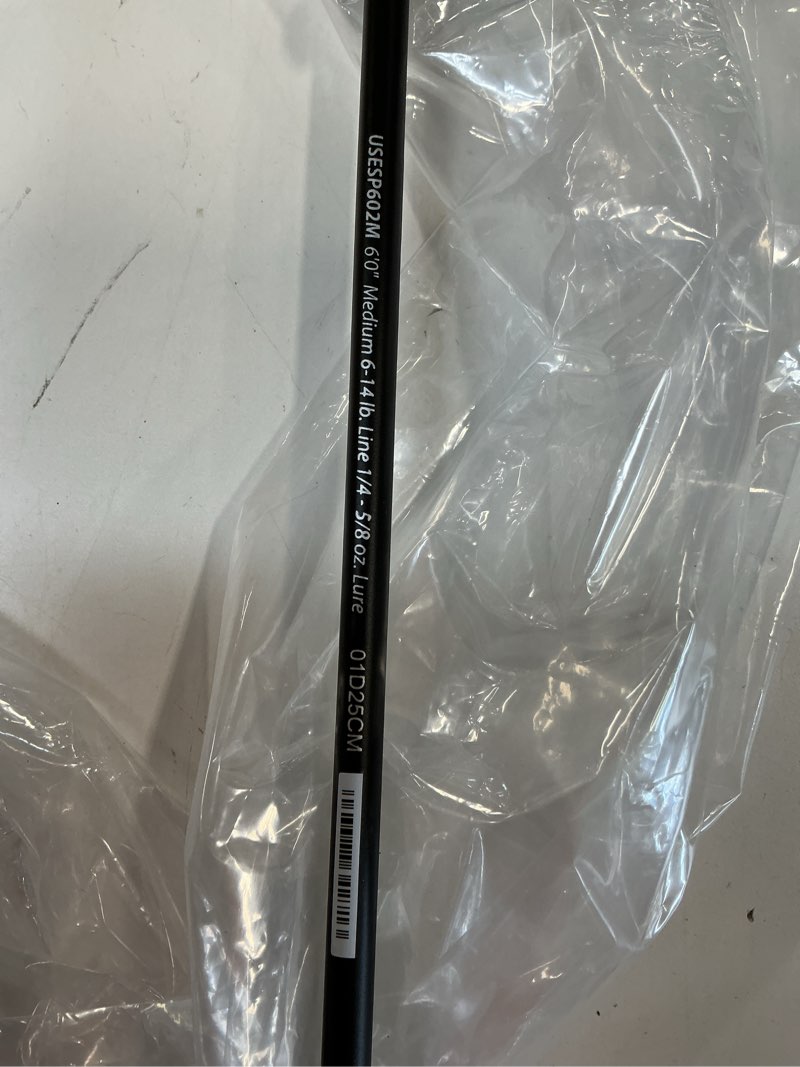 USESP602M 6'0" Medium 6-14 lb. Line 1/4 - 5/8 oz. Lure 01D25CM